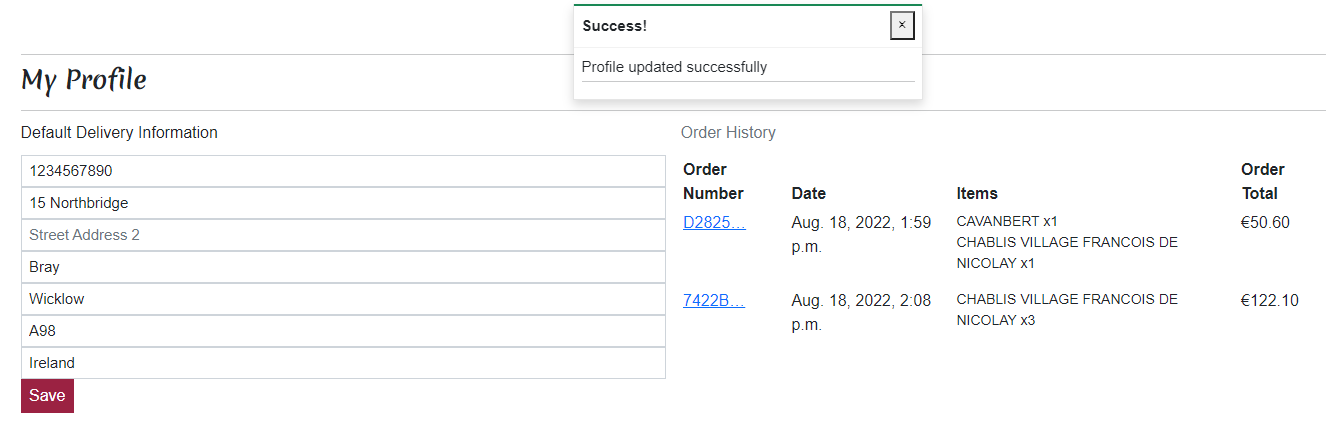 Success!
×
Profile updated successfully
My Profile
Default Delivery Information
1234567890
15 Northbridge
Street Address 2
Bray
Wicklow
A98
Ireland
Save
Order History
Order Number
Date
Items
Order Total
D2825...
Aug. 18, 2022, 1:59
p.m.
CAVANBERT x1
CHABLIS VILLAGE FRANCOIS DE
NICOLAY x1
€50.60
7422B...
Aug. 18, 2022, 2:08
p.m.
CHABLIS VILLAGE FRANCOIS DE
NICOLAY x3
€122.10